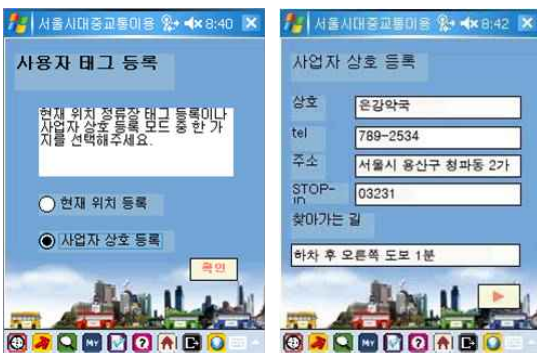 서울시대중교통이용 8:40
사용자 태그 등록
현재 위치 정류장 태그 등록이나
사업자 상호 등록 모드 중 한 가
지를 선택해주세요.
현재 위치 등록
사업자 상호 등록
확인
MY
서울시대중교통이용 8:42
사업자 상호 등록
상호 은강약국
tel 789-2534
주소 서울시 용산구 청파동 2가
STOP-
ID 03231
찾아가는 길
하차 후 오른쪽 도보 1분
MY